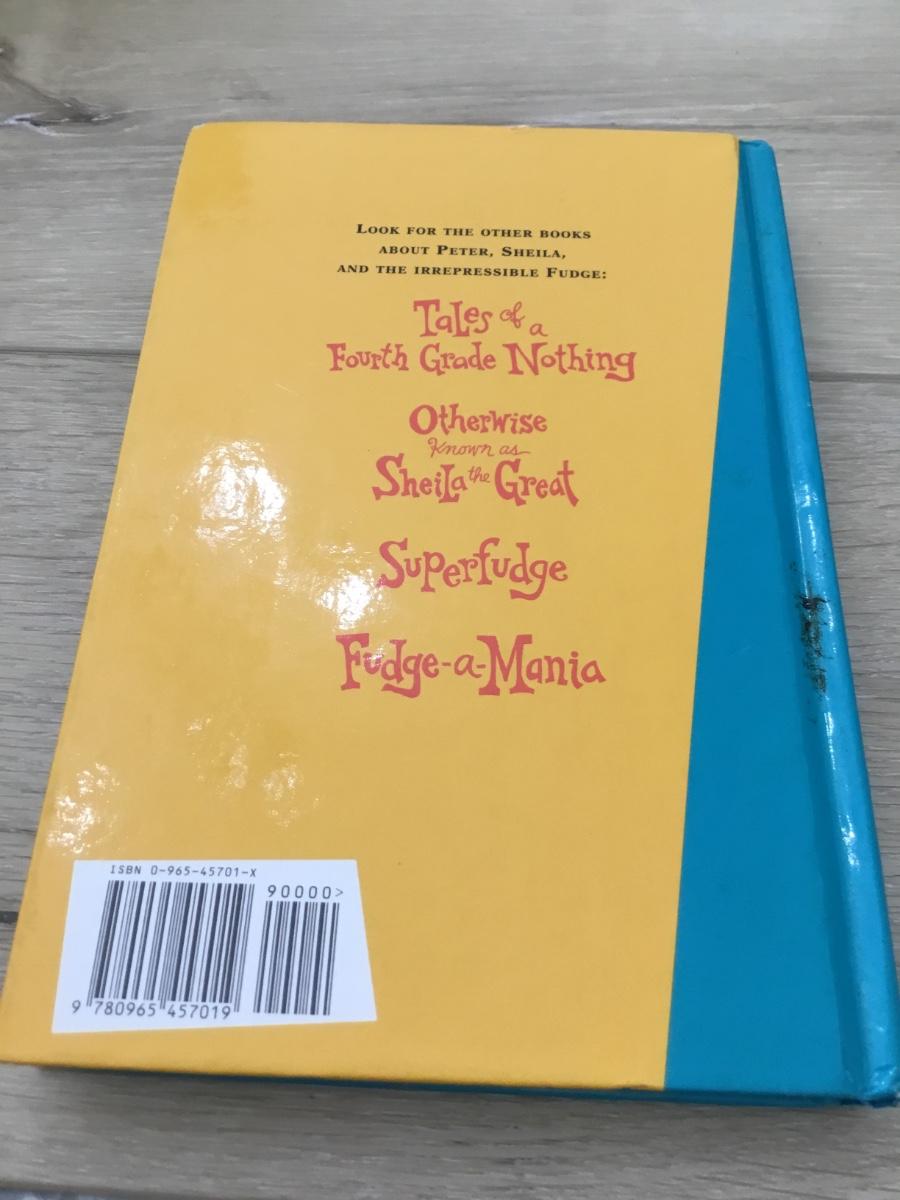 Look for the other books
about Peter, Sheila,
and the irrepressible Fudge:
Tales of a
Fourth Grade Nothing
Otherwise
Known as
Sheila the Great
Superfudge
Fudge-a-Mania
ISBN 0-965-45701-X
90000>
9 780965 457019